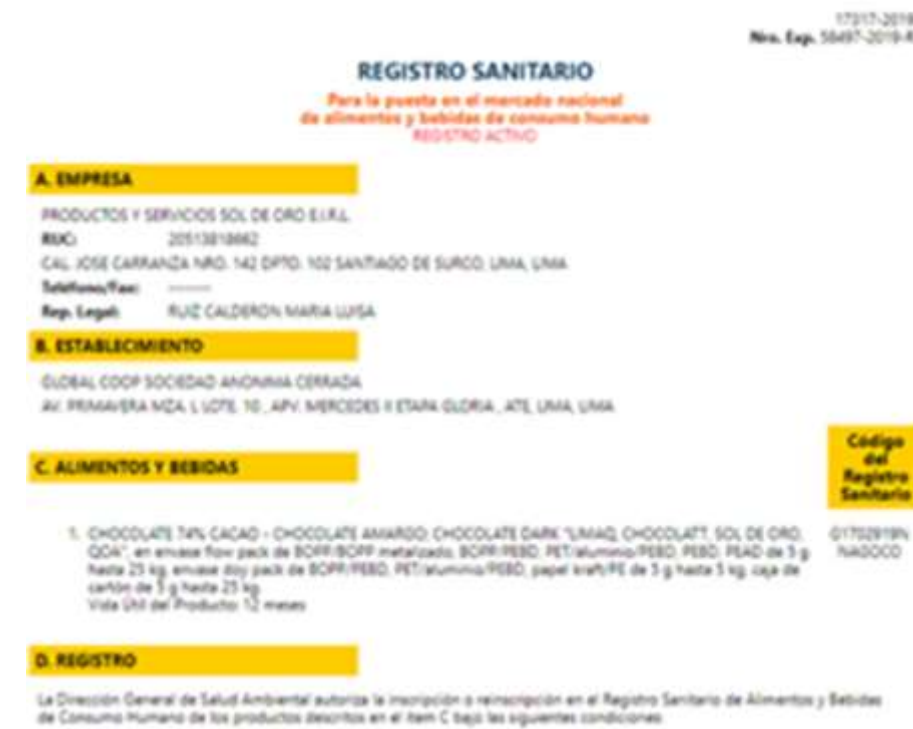 17317-2019
Nro. Exp. 58497-2019-R
REGISTRO SANITARIO
Para la puesta en el mercado nacional
de alimentos y bebidas de consumo humano
REGISTRO ACTIVO
A. EMPRESA
PRODUCTOS Y SERVICIOS SOL DE ORO E.I.R.L.
RUC: 20513818662
CAL. JOSE CARRANZA NRO. 142 DPTO. 102 SANTIAGO DE SURCO, LIMA, LIMA
Teléfono/Fax: --------
Rep. Legal: RUIZ CALDERON MARIA LUISA
B. ESTABLECIMIENTO
GLOBAL COOP SOCIEDAD ANONIMA CERRADA
AV. PRIMAVERA MZA. L LOTE. 10 , APV. MERCEDES II ETAPA GLORIA , ATE, LIMA, LIMA
C. ALIMENTOS Y BEBIDAS
Código
del
Registro
Sanitario
1. CHOCOLATE 74% CACAO - CHOCOLATE AMARGO; CHOCOLATE DARK "LIMAQ, CHOCOLATT, SOL DE ORO,
QOA", en envase flow pack de BOPP/BOPP metalizado, BOPP/PEBD, PET/aluminio/PEBD, PEBD, PEAD de 5 g
hasta 25 kg; envase doy pack de BOPP/PEBD, PET/aluminio/PEBD, papel kraft/PE de 5 g hasta 5 kg; caja de
cartón de 5 g hasta 25 kg
Vida Útil del Producto: 12 meses
NASOCO
D. REGISTRO
La Dirección General de Salud Ambiental autoriza la inscripción o reinscripción en el Registro Sanitario de Alimentos y Bebidas
de Consumo Humano de los productos descritos en el item C bajo las siguientes condiciones: